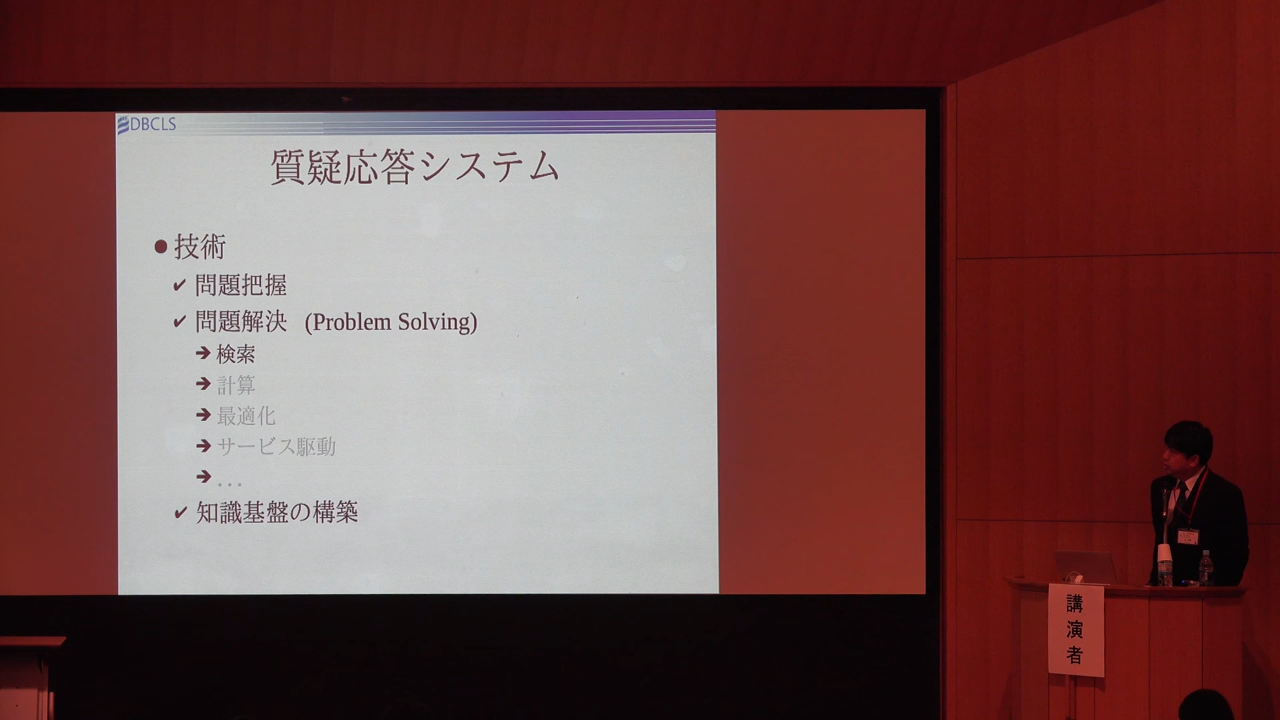 DBCLS
質疑応答システム
技術
問題把握
問題解決 (Problem Solving)
検索
計算
最適化
サービス駆動
...
知識基盤の構築
講演者